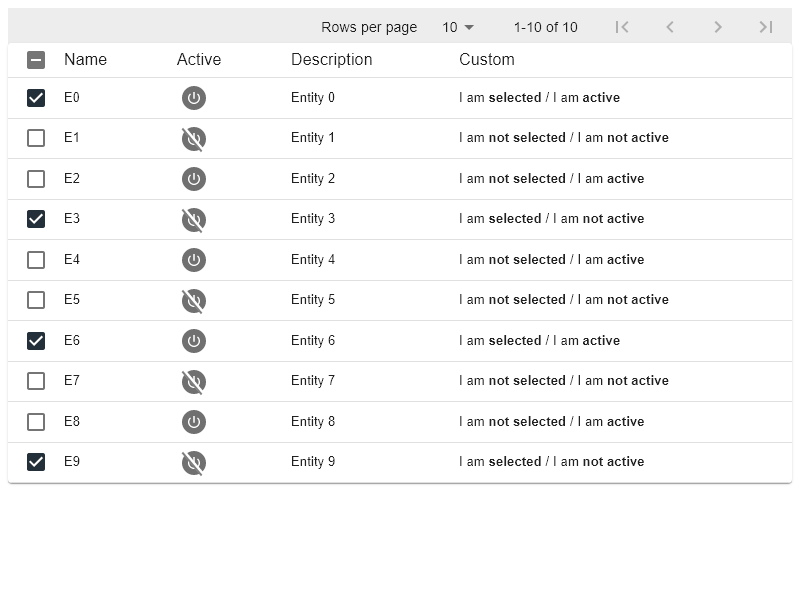 Rows per page 10 1-10 of 10
Name Active Description Custom
E0 Entity 0 I am selected / I am active
E1 Entity 1 I am not selected / I am not active
E2 Entity 2 I am not selected / I am active
E3 Entity 3 I am selected / I am not active
E4 Entity 4 I am not selected / I am active
E5 Entity 5 I am not selected / I am not active
E6 Entity 6 I am selected / I am active
E7 Entity 7 I am not selected / I am not active
E8 Entity 8 I am not selected / I am active
E9 Entity 9 I am selected / I am not active